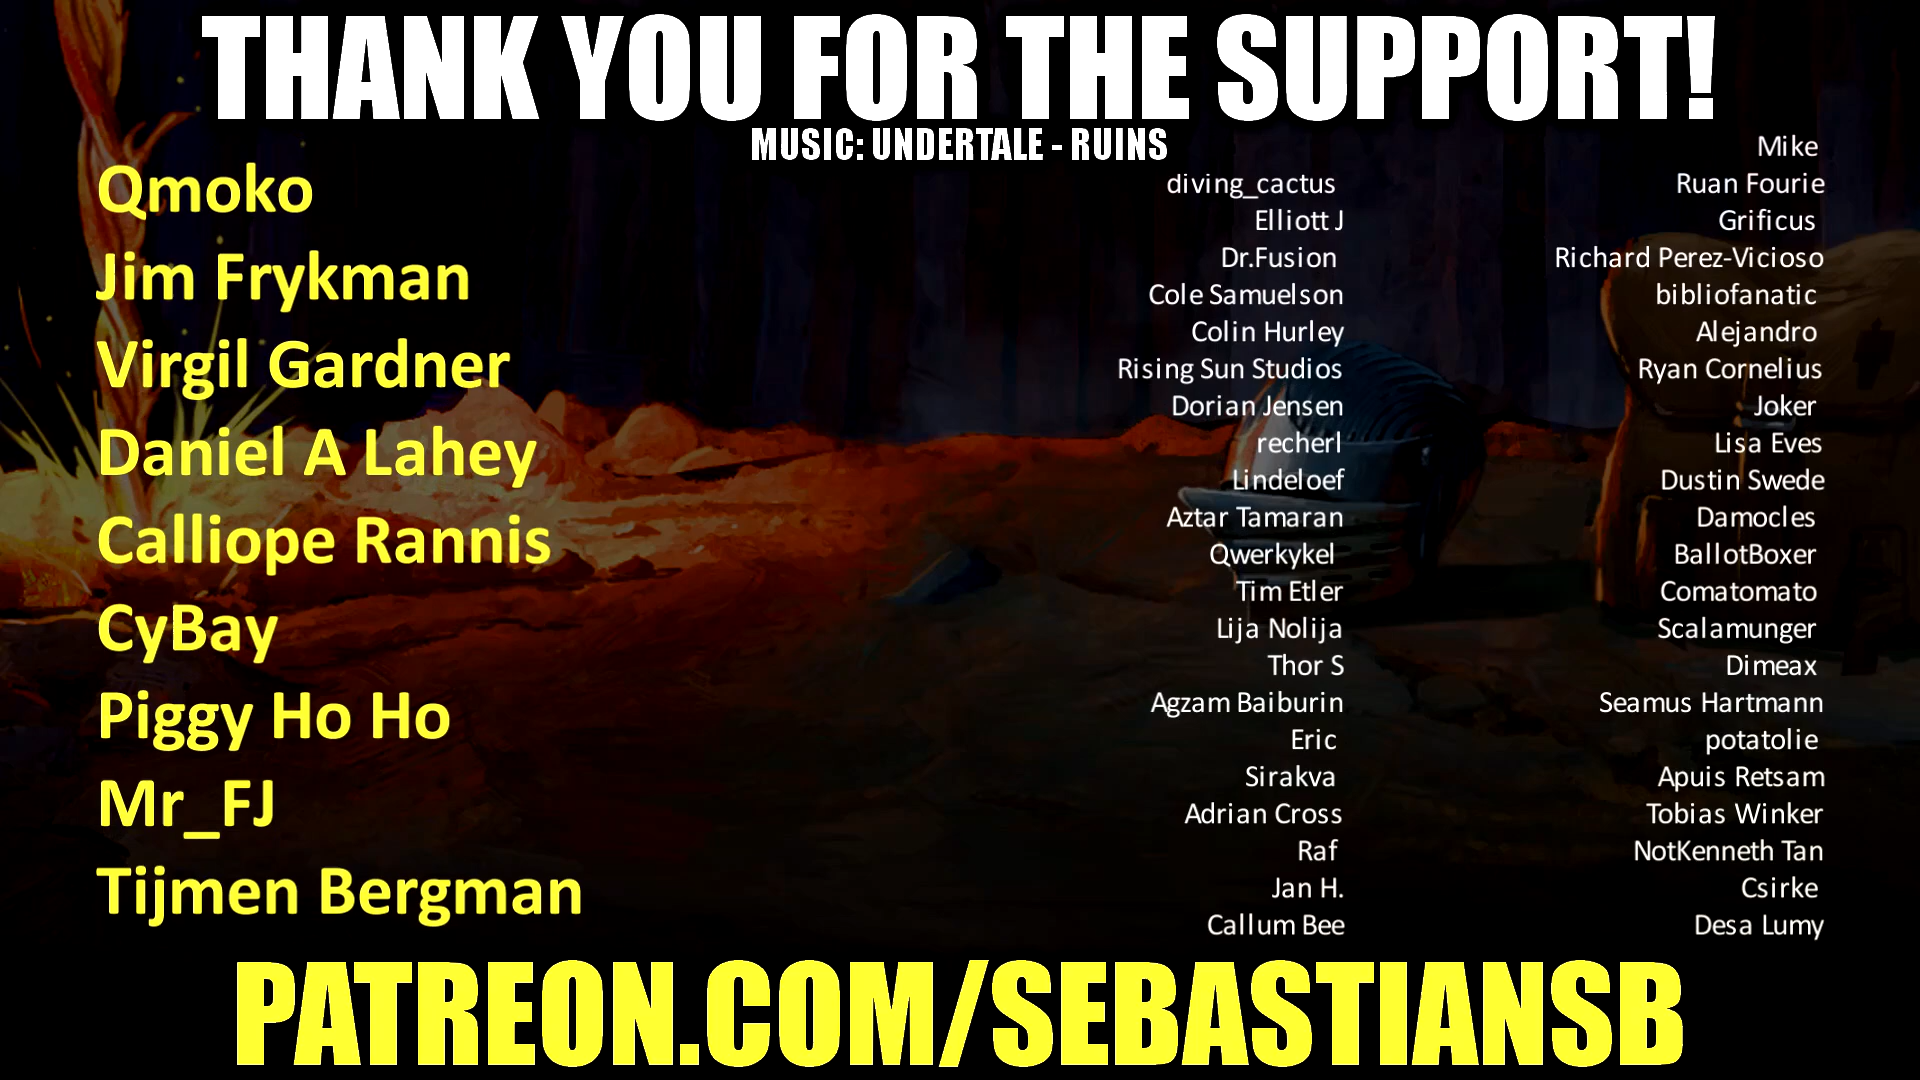 THANK YOU FOR THE SUPPORT!
MUSIC: UNDERTALE - RUINS
Qmoko
Jim Frykman
Virgil Gardner
Daniel A Lahey
Calliope Rannis
CyBay
Piggy Ho Ho
Mr_FJ
Tijmen Bergman
diving_cactus
Elliott J
Dr.Fusion
Cole Samuelson
Colin Hurley
Rising Sun Studios
Dorian Jensen
recherl
Lindeloef
Aztar Tamaran
Qwerkykel
Tim Etler
Lija Nolija
Thor S
Agzam Baiburin
Eric
Sirakva
Adrian Cross
Raf
Jan H.
Callum Bee
Mike
Ruan Fourie
Grificus
Richard Perez-Vicioso
bibliofanatic
Alejandro
Ryan Cornelius
Joker
Lisa Eves
Dustin Swede
Damocles
BallotBoxer
Comatomato
Scalamunger
Dimeax
Seamus Hartmann
potatolie
Apuis Retsam
Tobias Winker
NotKenneth Tan
Csirke
Desa Lumy
PATREON.COM/SEBASTIANSB